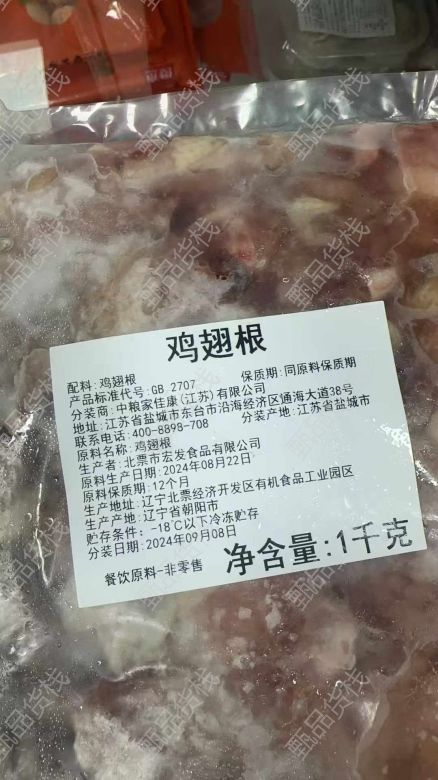 鸡翅根
配料: 鸡翅根
产品标准代号: GB 2707 保质期: 同原料保质期
分装商: 中粮家佳康(江苏)有限公司
地址: 江苏省盐城市东台市沿海经济区通海大道38号
联系电话: 400-8898-708 分装产地: 江苏省盐城市
原料名称: 鸡翅根
生产者: 北票市宏发食品有限公司
原料生产日期: 2024年08月22日
原料保质期: 12个月
生产地址: 辽宁北票经济开发区有机食品工业园区
生产产地: 辽宁省朝阳市
贮存条件: -18℃以下冷冻贮存
分装日期: 2024年09月08日
净含量: 1千克
餐饮原料-非零售
甄品货栈